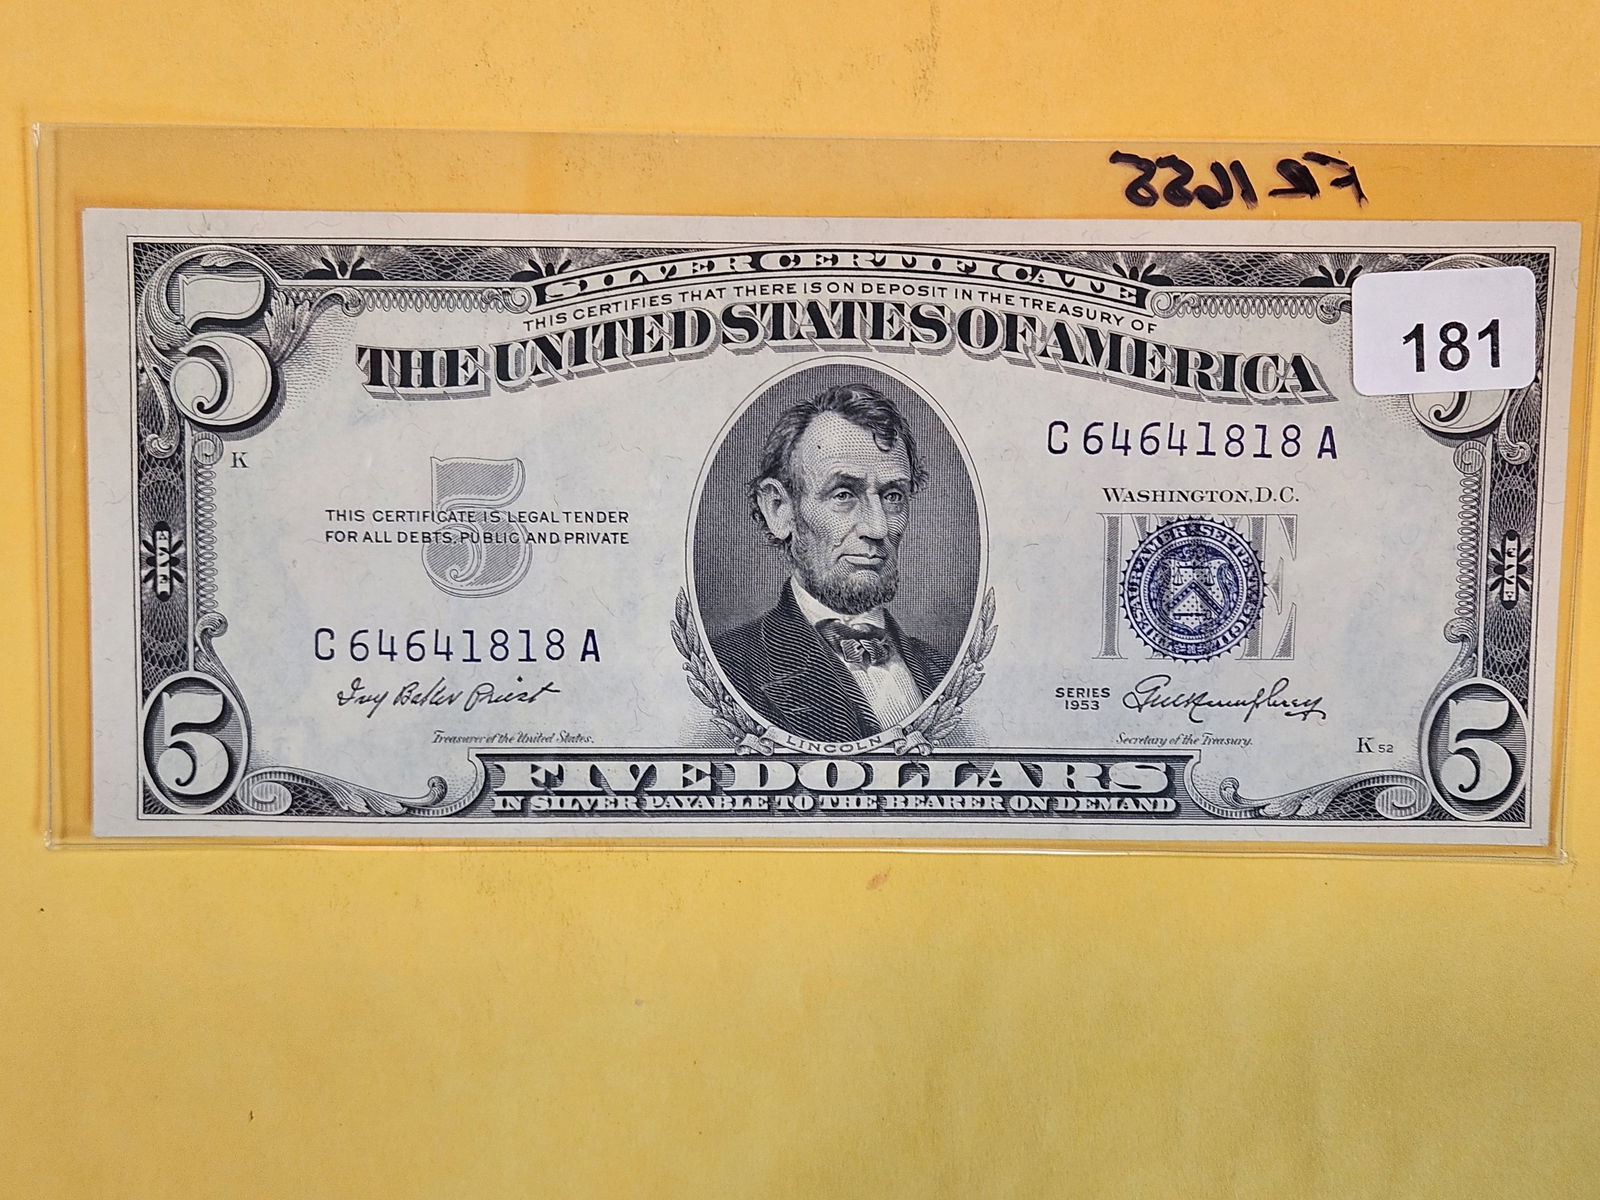 FR 1655
SILVER CERTIFICATE
THIS CERTIFIES THAT THERE IS ON DEPOSIT IN THE TREASURY OF
THE UNITED STATES OF AMERICA
5
181
C 64641818 A
K
WASHINGTON, D.C.
5
THIS CERTIFICATE IS LEGAL TENDER
FOR ALL DEBTS, PUBLIC AND PRIVATE
FIVE
FIVE
FIVE
C 64641818 A
Ivy Baker Priest
SERIES
1953
G M Humphrey
Treasurer of the United States.
LINCOLN
Secretary of the Treasury.
K 52
5
FIVE DOLLARS
5
IN SILVER PAYABLE TO THE BEARER ON DEMAND